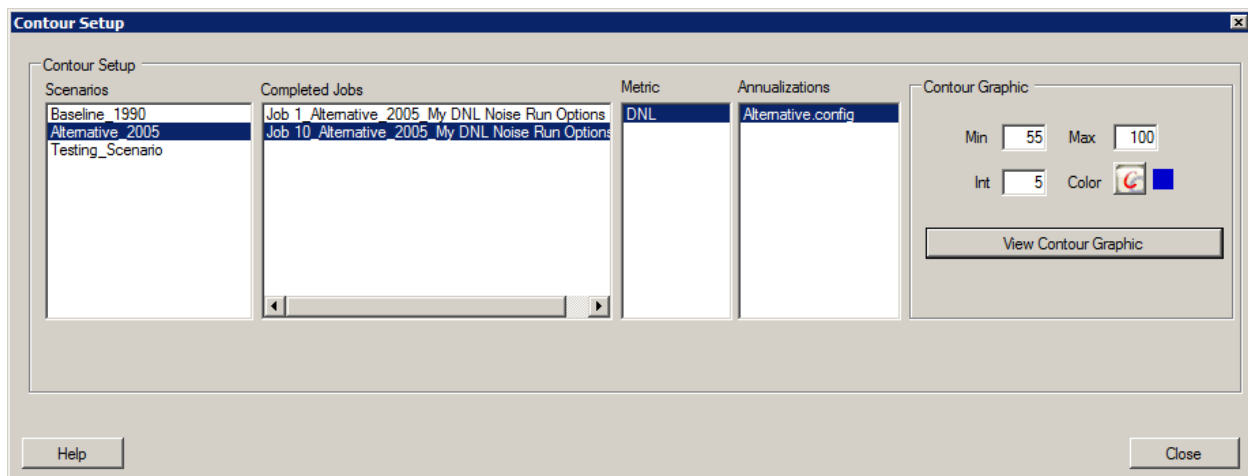 Contour Setup
Contour Setup
Scenarios
Baseline_1990
Alternative_2005
Testing_Scenario
Completed Jobs
Job 1_Alternative_2005_My DNL Noise Run Options
Job 10_Alternative_2005_My DNL Noise Run Options
Metric
DNL
Annualizations
Alternative.config
Contour Graphic
Min 55 Max 100
Int 5 Color
View Contour Graphic
Help
Close